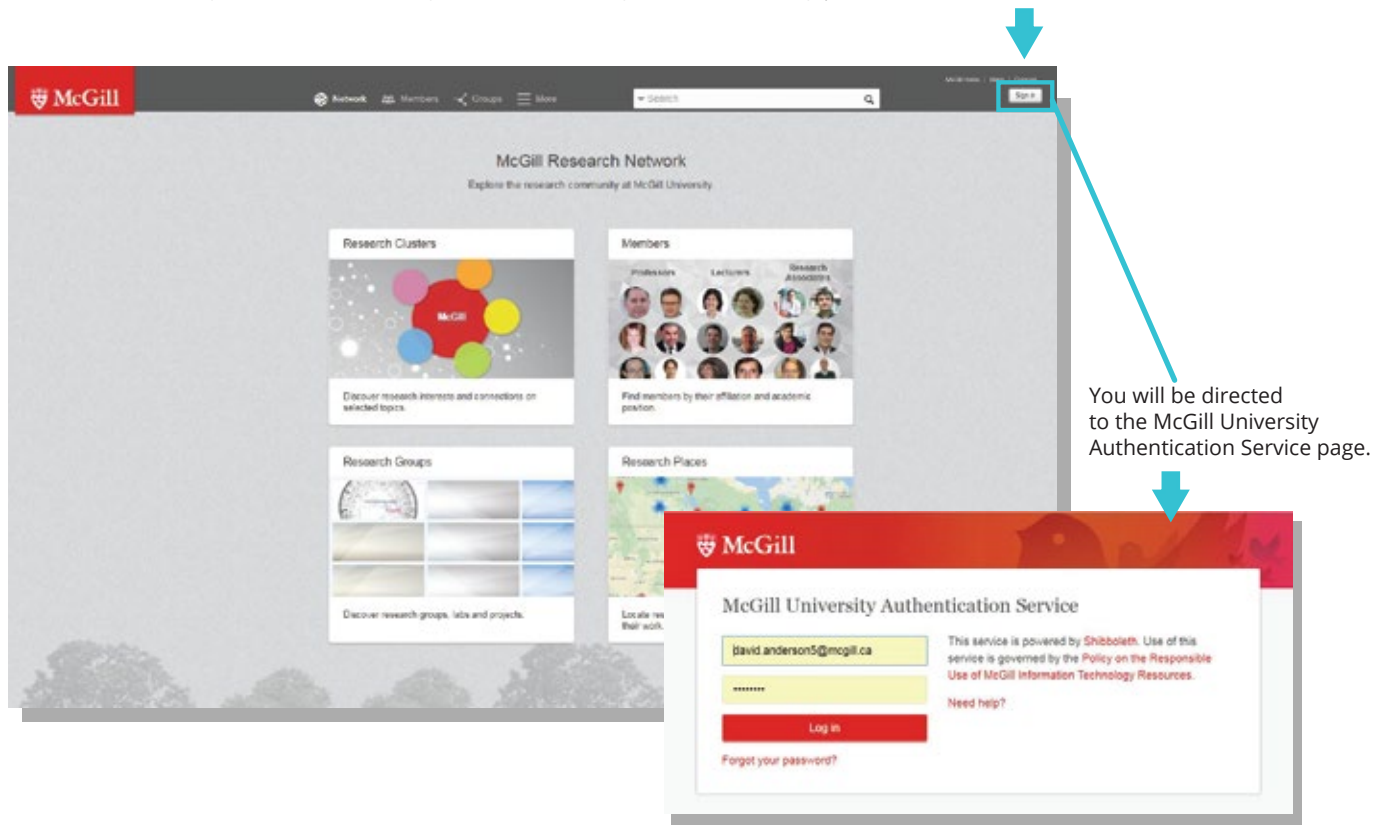 McGill
Network Members Groups More
Search
Sign in
McGill Research Network
Explore the research community at McGill University.
Research Clusters
McGill
Discover research interests and connections on
selected topics.
Members
Professors Lecturers Research
Associates
Find members by their affiliation and academic
position.
Research Groups
Discover research groups, labs and projects.
Research Places
Locate
their work.
You will be directed
to the McGill University
Authentication Service page.
McGill
McGill University Authentication Service
david.anderson5@mcgill.ca
••••••••
Log in
Forgot your password?
This service is powered by Shibboleth. Use of this
service is governed by the Policy on the Responsible
Use of McGill Information Technology Resources.
Need help?